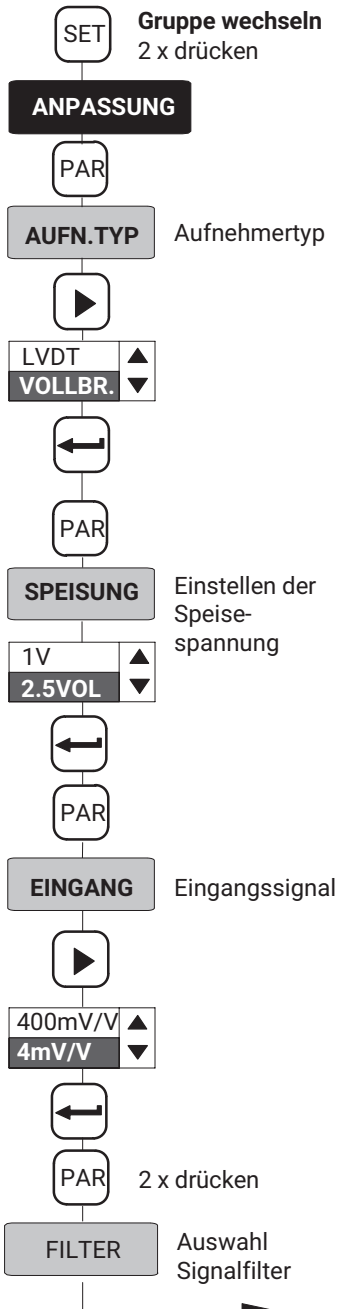 SET
Gruppe wechseln
2 x drücken
ANPASSUNG
PAR
AUFN.TYP
Aufnehmertyp
LVDT
VOLLBR.
PAR
SPEISUNG
Einstellen der
Speise-
spannung
1V
2.5VOL
PAR
EINGANG
Eingangssignal
400mV/V
4mV/V
PAR
2 x drücken
FILTER
Auswahl
Signalfilter